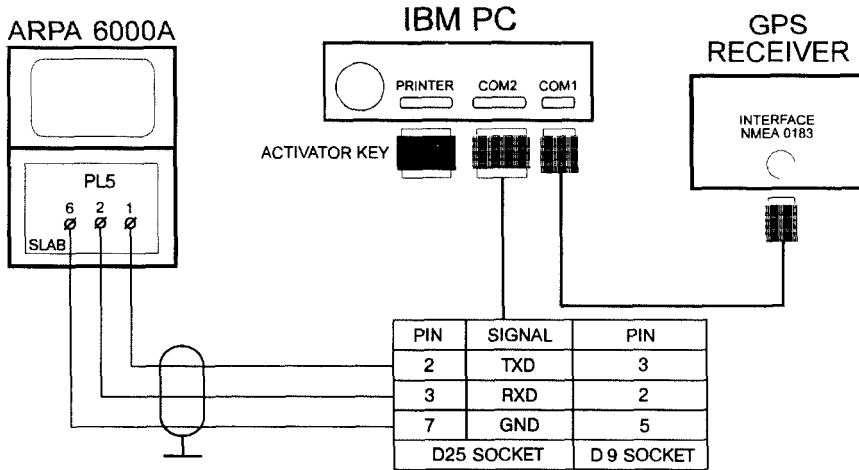 ARPA 6000A
IBM PC
GPS
RECEIVER
PRINTER COM2 COM1
INTERFACE
NMEA 0183
ACTIVATOR KEY
PL5
6 2 1
SLAB
PIN SIGNAL PIN
2 TXD 3
3 RXD 2
7 GND 5
D25 SOCKET D9 SOCKET